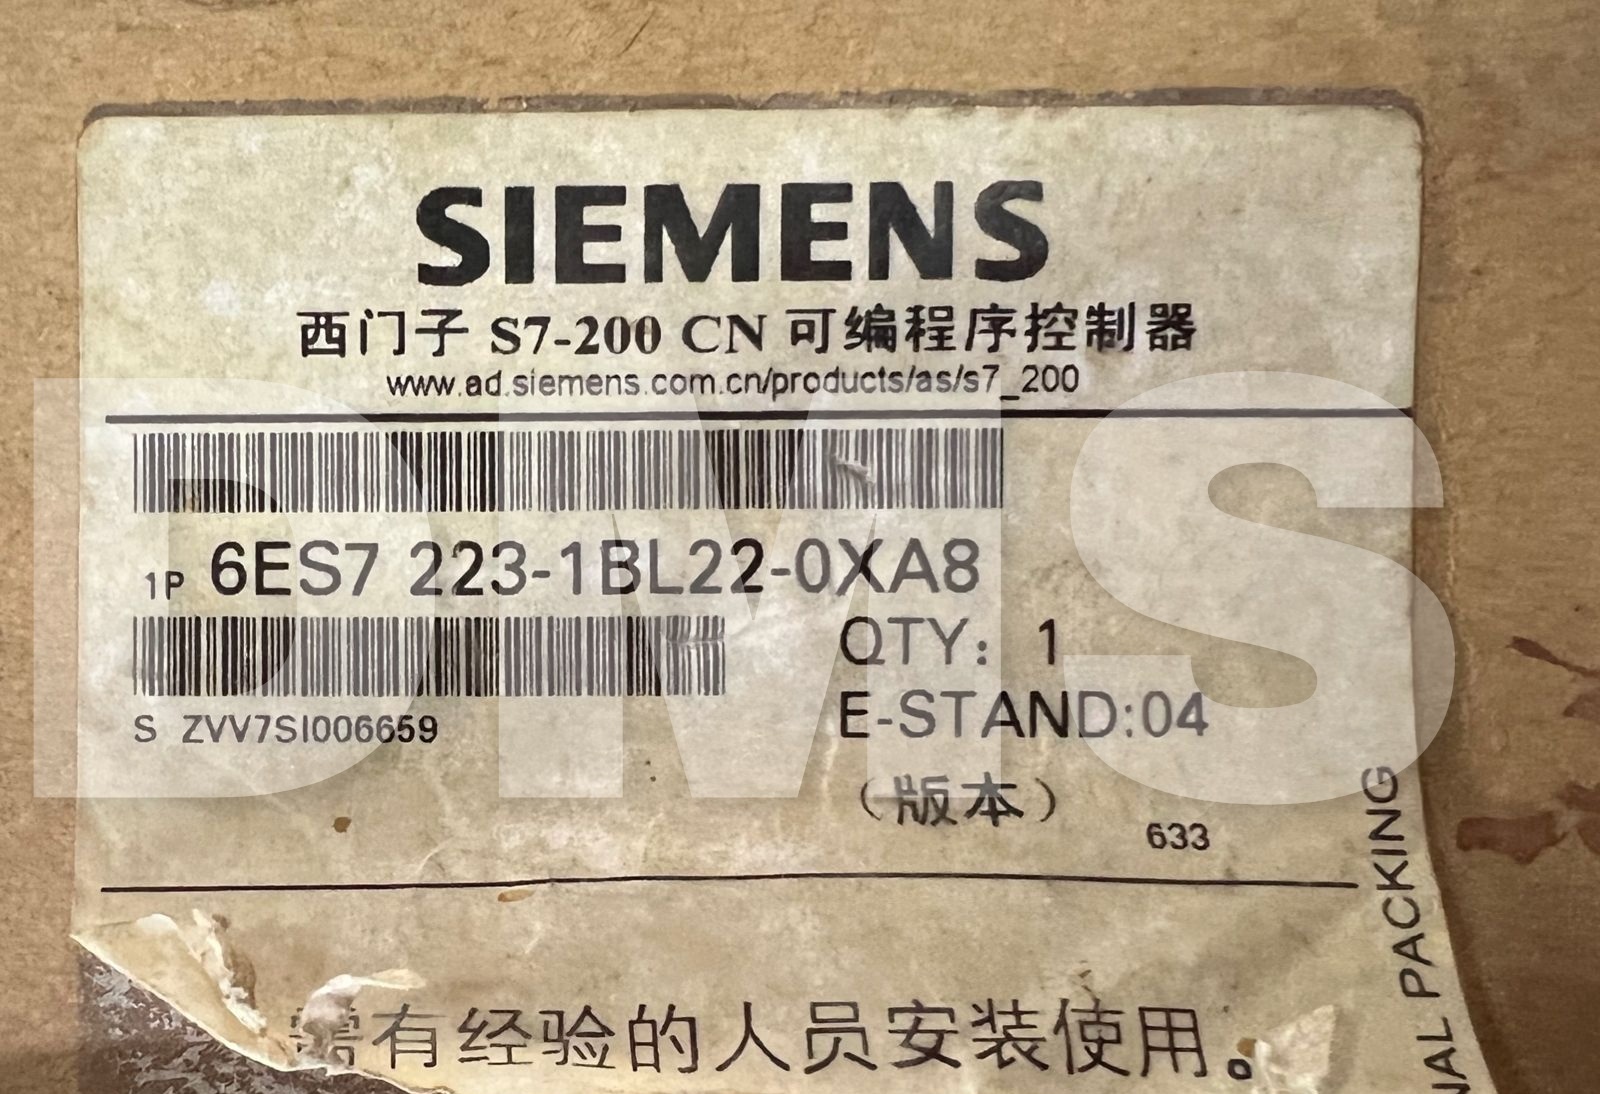 SIEMENS
西门子 S7-200 CN 可编程序控制器
www.ad.siemens.com.cn/products/as/s7_200
1P 6ES7 223-1BL22-0XA8
QTY: 1
S ZVV7SI006659
E-STAND:04
(版本)
633
需有经验的人员安装使用。
NAL PACKING
DMS